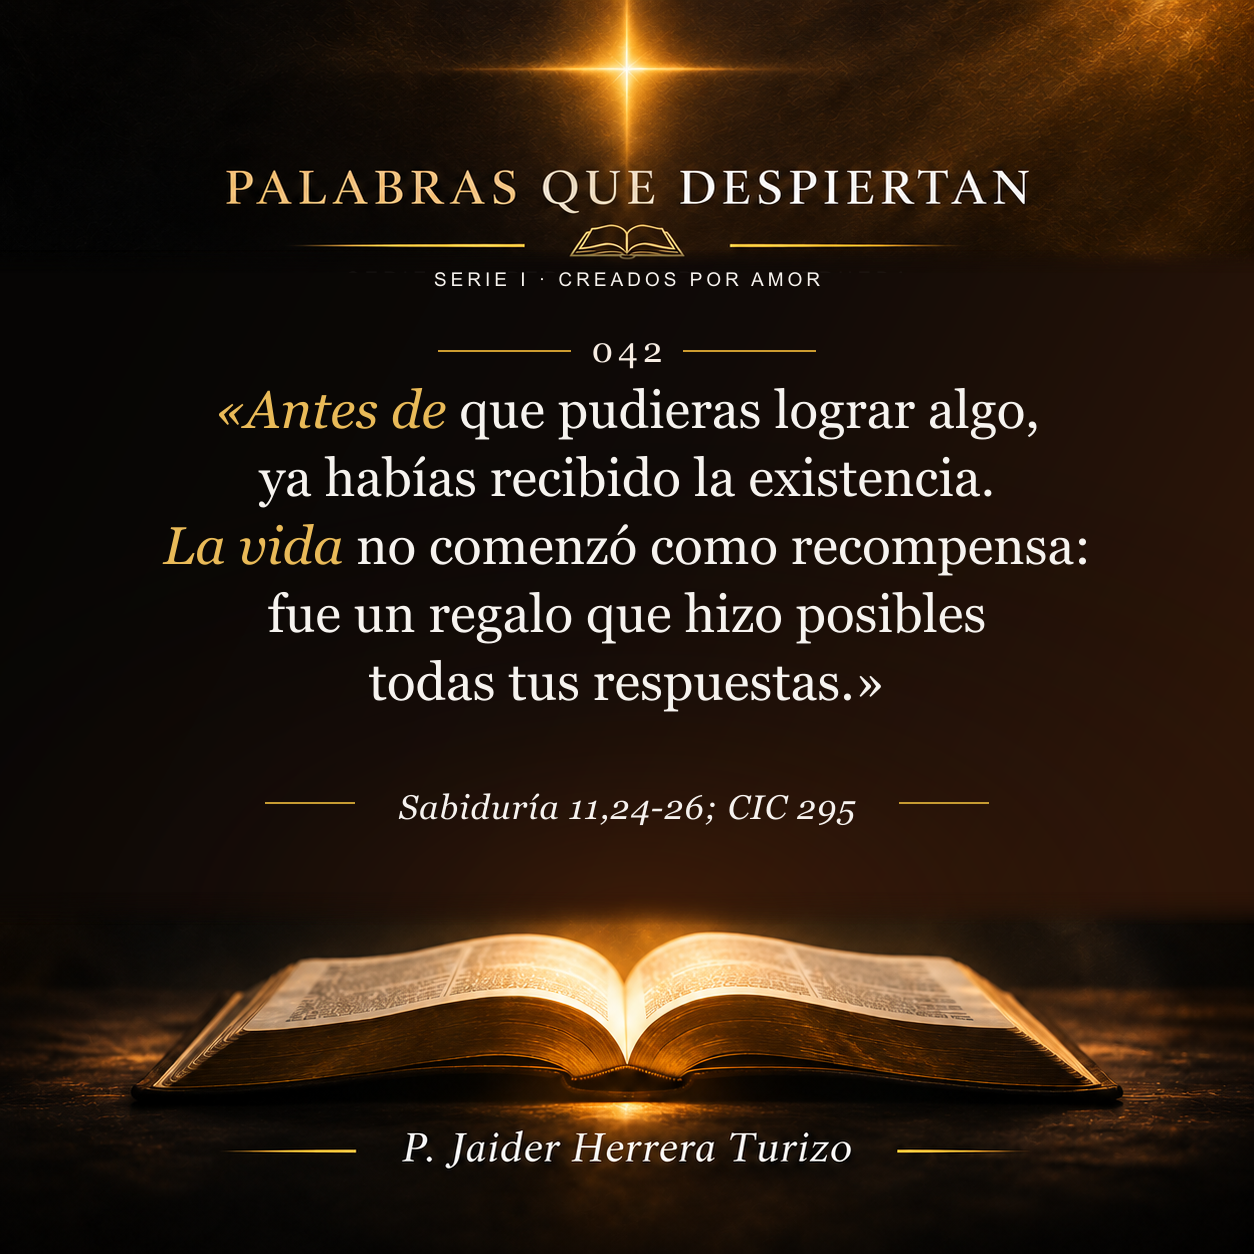 PALABRAS QUE DESPIERTAN
SERIE I · CREADOS POR AMOR
042
«Antes de que pudieras lograr algo,
ya habías recibido la existencia.
La vida no comenzó como recompensa:
fue un regalo que hizo posibles
todas tus respuestas.»
Sabiduría 11,24-26; CIC 295
P. Jaider Herrera Turizo